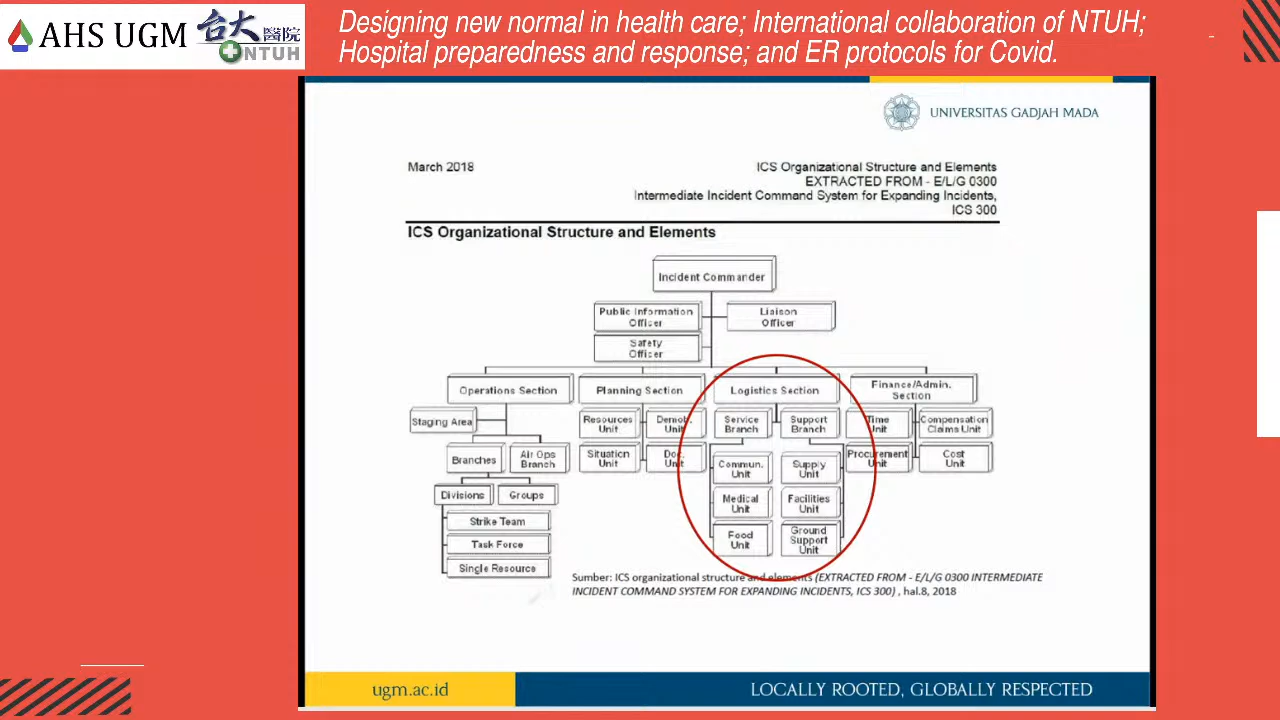 AHS UGM
台大醫院
NTUH
Designing new normal in health care; International collaboration of NTUH;
Hospital preparedness and response; and ER protocols for Covid.
UNIVERSITAS GADJAH MADA
March 2018
ICS Organizational Structure and Elements
EXTRACTED FROM - E/L/G 0300
Intermediate Incident Command System for Expanding Incidents,
ICS 300
ICS Organizational Structure and Elements
Incident Commander
Public Information
Officer
Liaison
Officer
Safety
Officer
Operations Section
Planning Section
Logistics Section
Finance/Admin.
Section
Staging Area
Branches
Air Ops
Branch
Divisions
Groups
Strike Team
Task Force
Single Resource
Resources
Unit
Demob.
Unit
Situation
Unit
Doc.
Unit
Service
Branch
Support
Branch
Commun.
Unit
Supply
Unit
Medical
Unit
Facilities
Unit
Food
Unit
Ground
Support
Unit
Time
Unit
Compensation
Claims Unit
Procurement
Unit
Cost
Unit
Sumber: ICS organizational structure and elements (EXTRACTED FROM - E/L/G 0300 INTERMEDIATE
INCIDENT COMMAND SYSTEM FOR EXPANDING INCIDENTS, ICS 300) , hal.8, 2018
ugm.ac.id
LOCALLY ROOTED, GLOBALLY RESPECTED